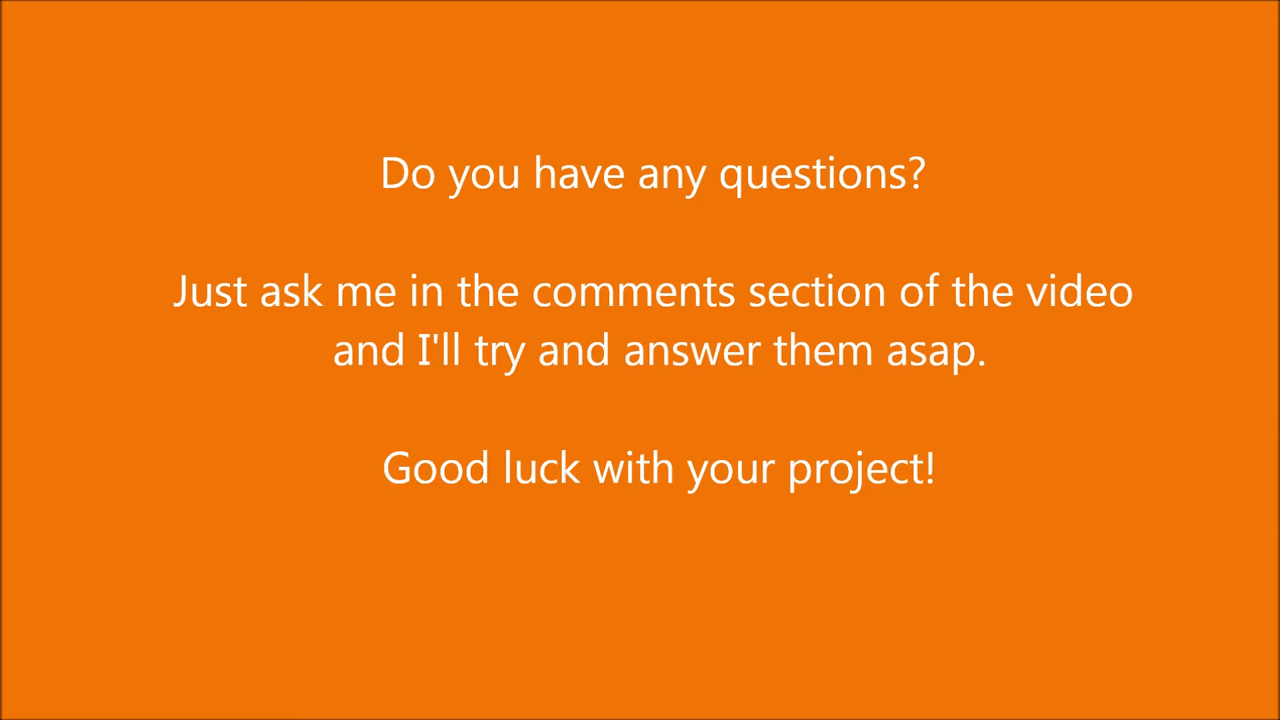 Do you have any questions?
Just ask me in the comments section of the video
and I'll try and answer them asap.
Good luck with your project!